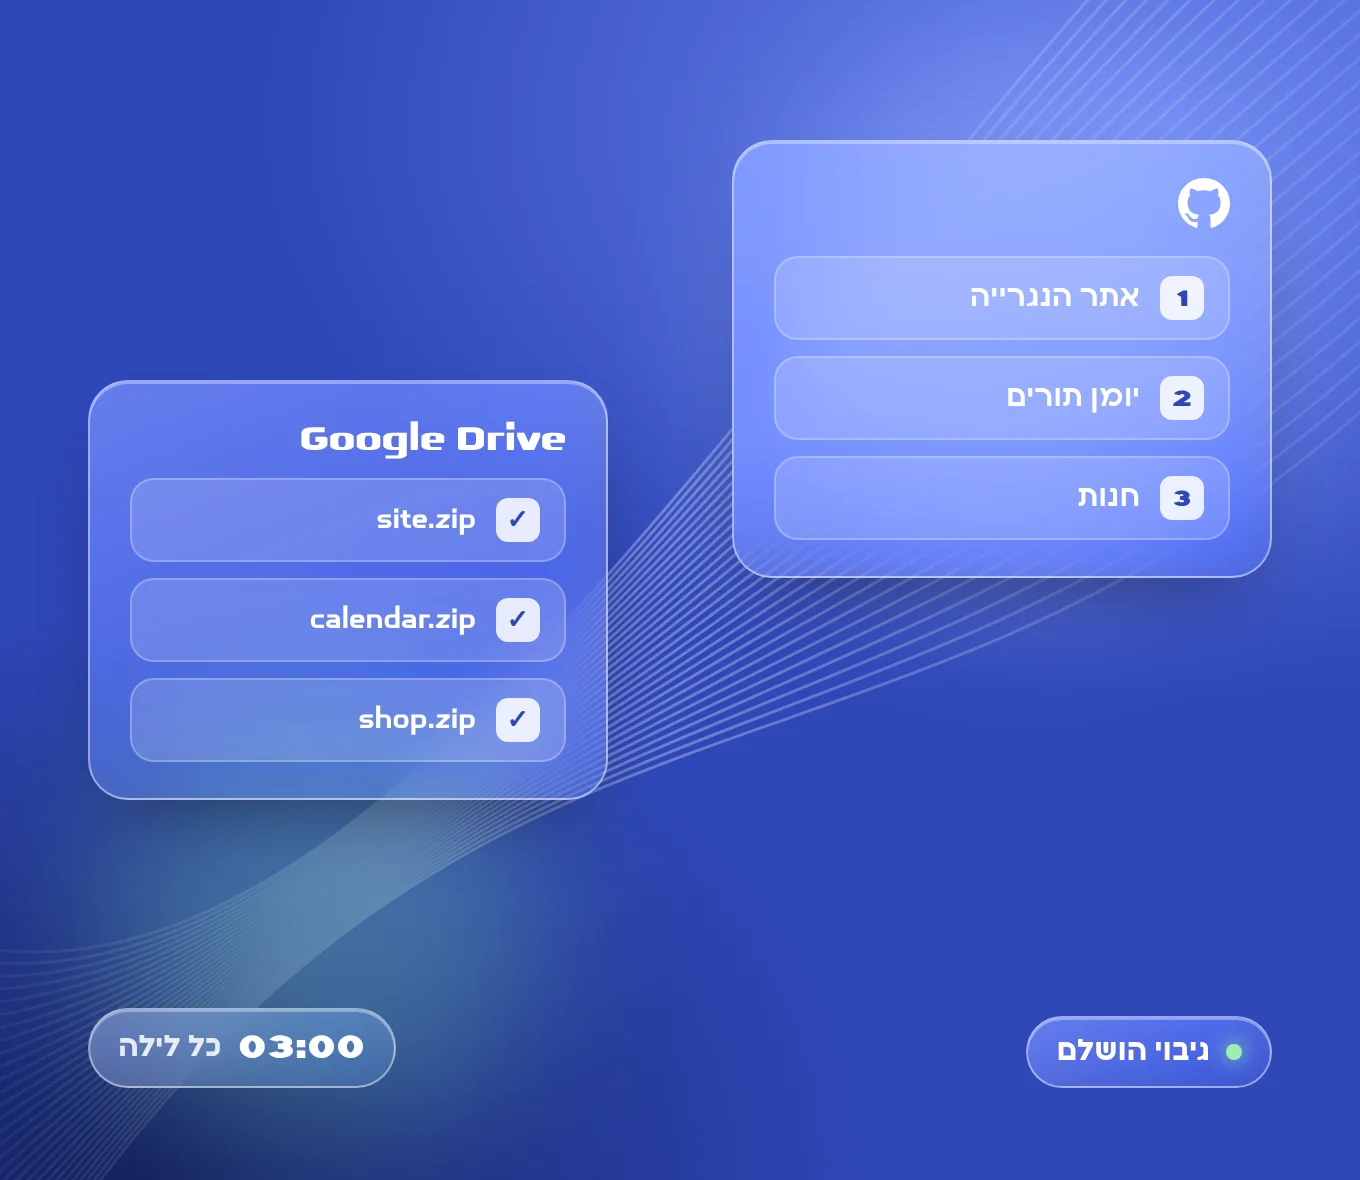 1 אתר הנגרייה
2 יומן תורים
3 חנות
Google Drive
✓ site.zip
✓ calendar.zip
✓ shop.zip
גיבוי הושלם
03:00 כל לילה